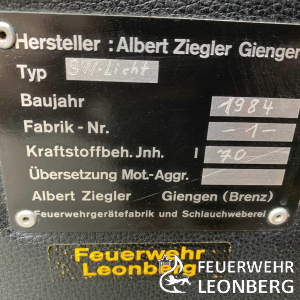 Hersteller : Albert Ziegler Giengen
Typ GW-Licht
Baujahr 1984
Fabrik - Nr. -1-
Kraftstoffbeh. Jnh. l 70
Übersetzung Mot.-Aggr.
Albert Ziegler Giengen (Brenz)
Feuerwehrgerätefabrik und Schlauchweberei
Feuerwehr
Leonberg
FEUERWEHR
LEONBERG